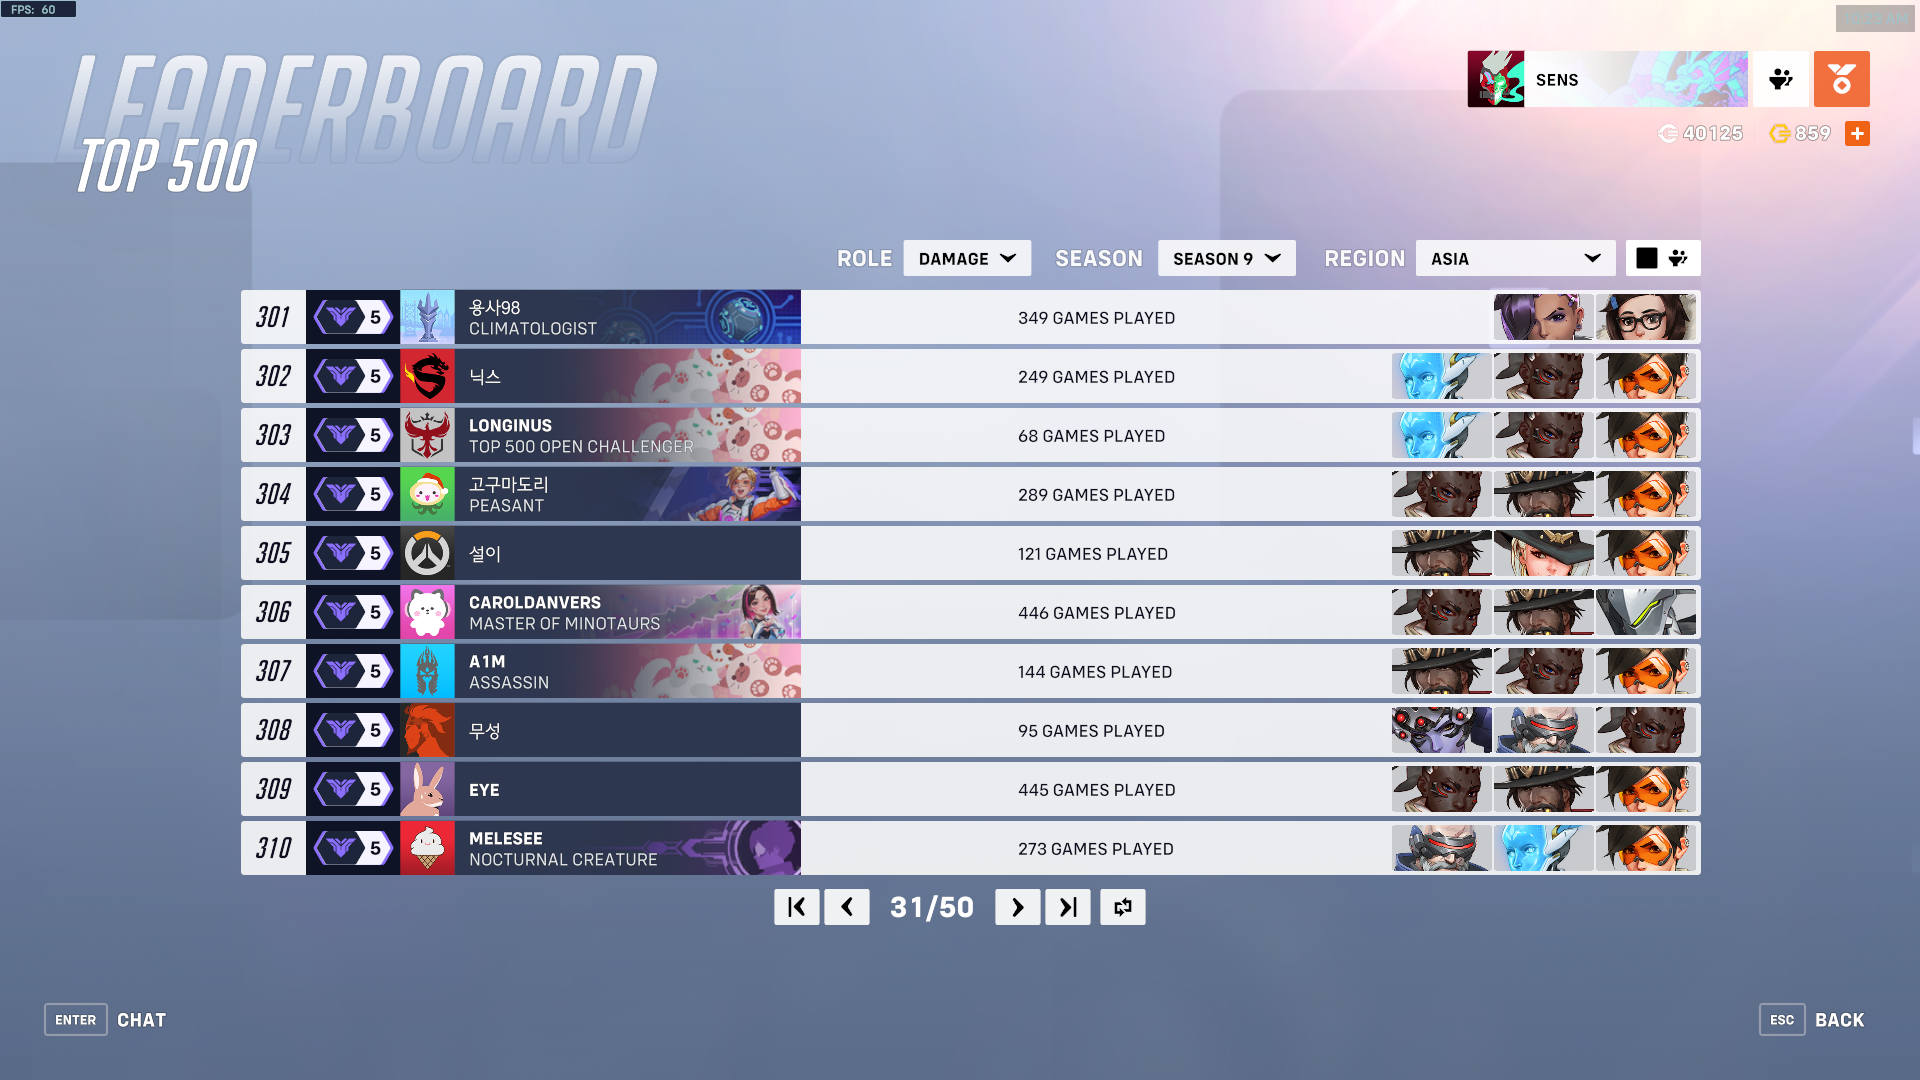 FPS: 60
LEADERBOARD
TOP 500
SENS
40125
859
ROLE
DAMAGE
SEASON
SEASON 9
REGION
ASIA
301
5
용사98
CLIMATOLOGIST
349 GAMES PLAYED
302
5
닉스
249 GAMES PLAYED
303
5
LONGINUS
TOP 500 OPEN CHALLENGER
68 GAMES PLAYED
304
5
고구마도리
PEASANT
289 GAMES PLAYED
305
5
설이
121 GAMES PLAYED
306
5
CAROLDANVERS
MASTER OF MINOTAURS
446 GAMES PLAYED
307
5
A1M
ASSASSIN
144 GAMES PLAYED
308
5
무성
95 GAMES PLAYED
309
5
EYE
445 GAMES PLAYED
310
5
MELESEE
NOCTURNAL CREATURE
273 GAMES PLAYED
31/50
ENTER
CHAT
ESC
BACK